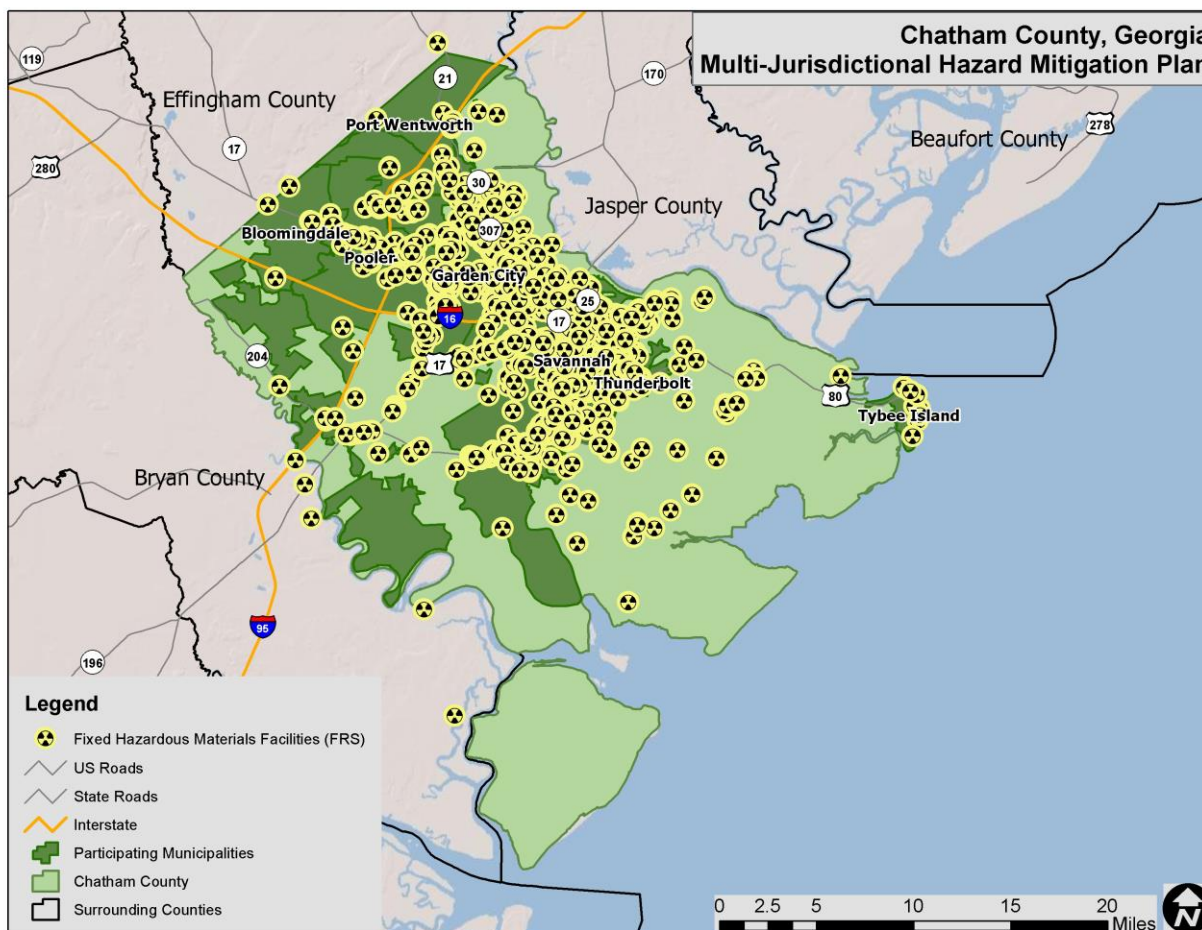 Chatham County, Georgia
Multi-Jurisdictional Hazard Mitigation Plan
119
21
170
Effingham County
278
Beaufort County
Port Wentworth
17
280
30
Jasper County
307
Bloomingdale
Pooler
Garden City
25
16
17
204
17
Savannah
Thunderbolt
80
Tybee Island
Bryan County
95
196
Legend
Fixed Hazardous Materials Facilities (FRS)
US Roads
State Roads
Interstate
Participating Municipalities
Chatham County
Surrounding Counties
0 2.5 5 10 15 20
Miles
N